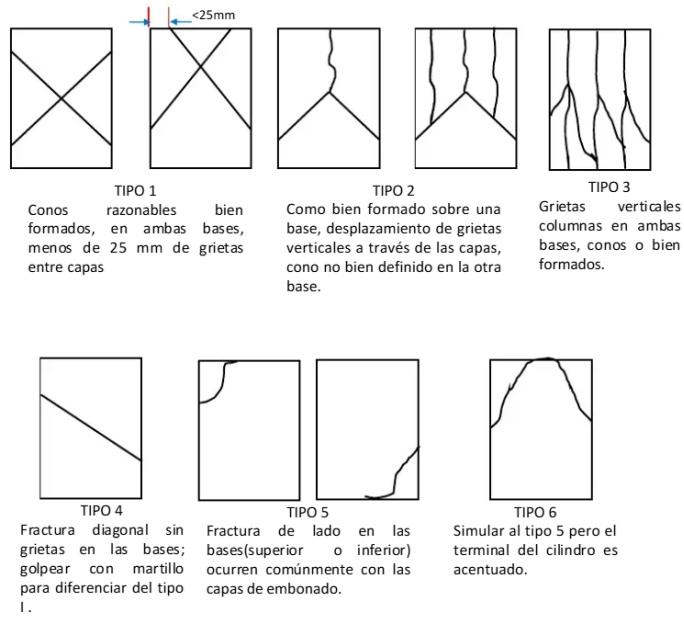 <25mm
TIPO 1
Conos razonables bien
formados, en ambas bases,
menos de 25 mm de grietas
entre capas
TIPO 2
Como bien formado sobre una
base, desplazamiento de grietas
verticales a través de las capas,
cono no bien definido en la otra
base.
TIPO 3
Grietas verticales
columnas en ambas
bases, conos o bien
formados.
TIPO 4
Fractura diagonal sin
grietas en las bases;
golpear con martillo
para diferenciar del tipo
I .
TIPO 5
Fractura de lado en las
bases(superior o inferior)
ocurren comúnmente con las
capas de embonado.
TIPO 6
Simular al tipo 5 pero el
terminal del cilindro es
acentuado.